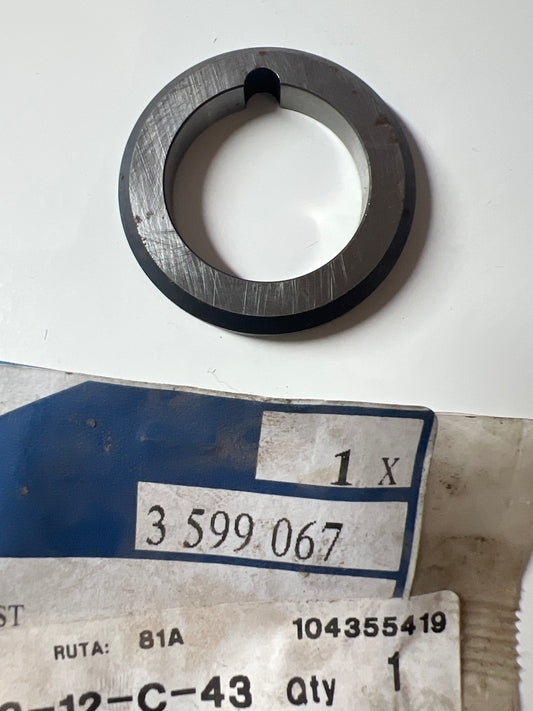 1 X
3 599 067
ST
RUTA: 81A 104355419
-12-C-43 Qty 1